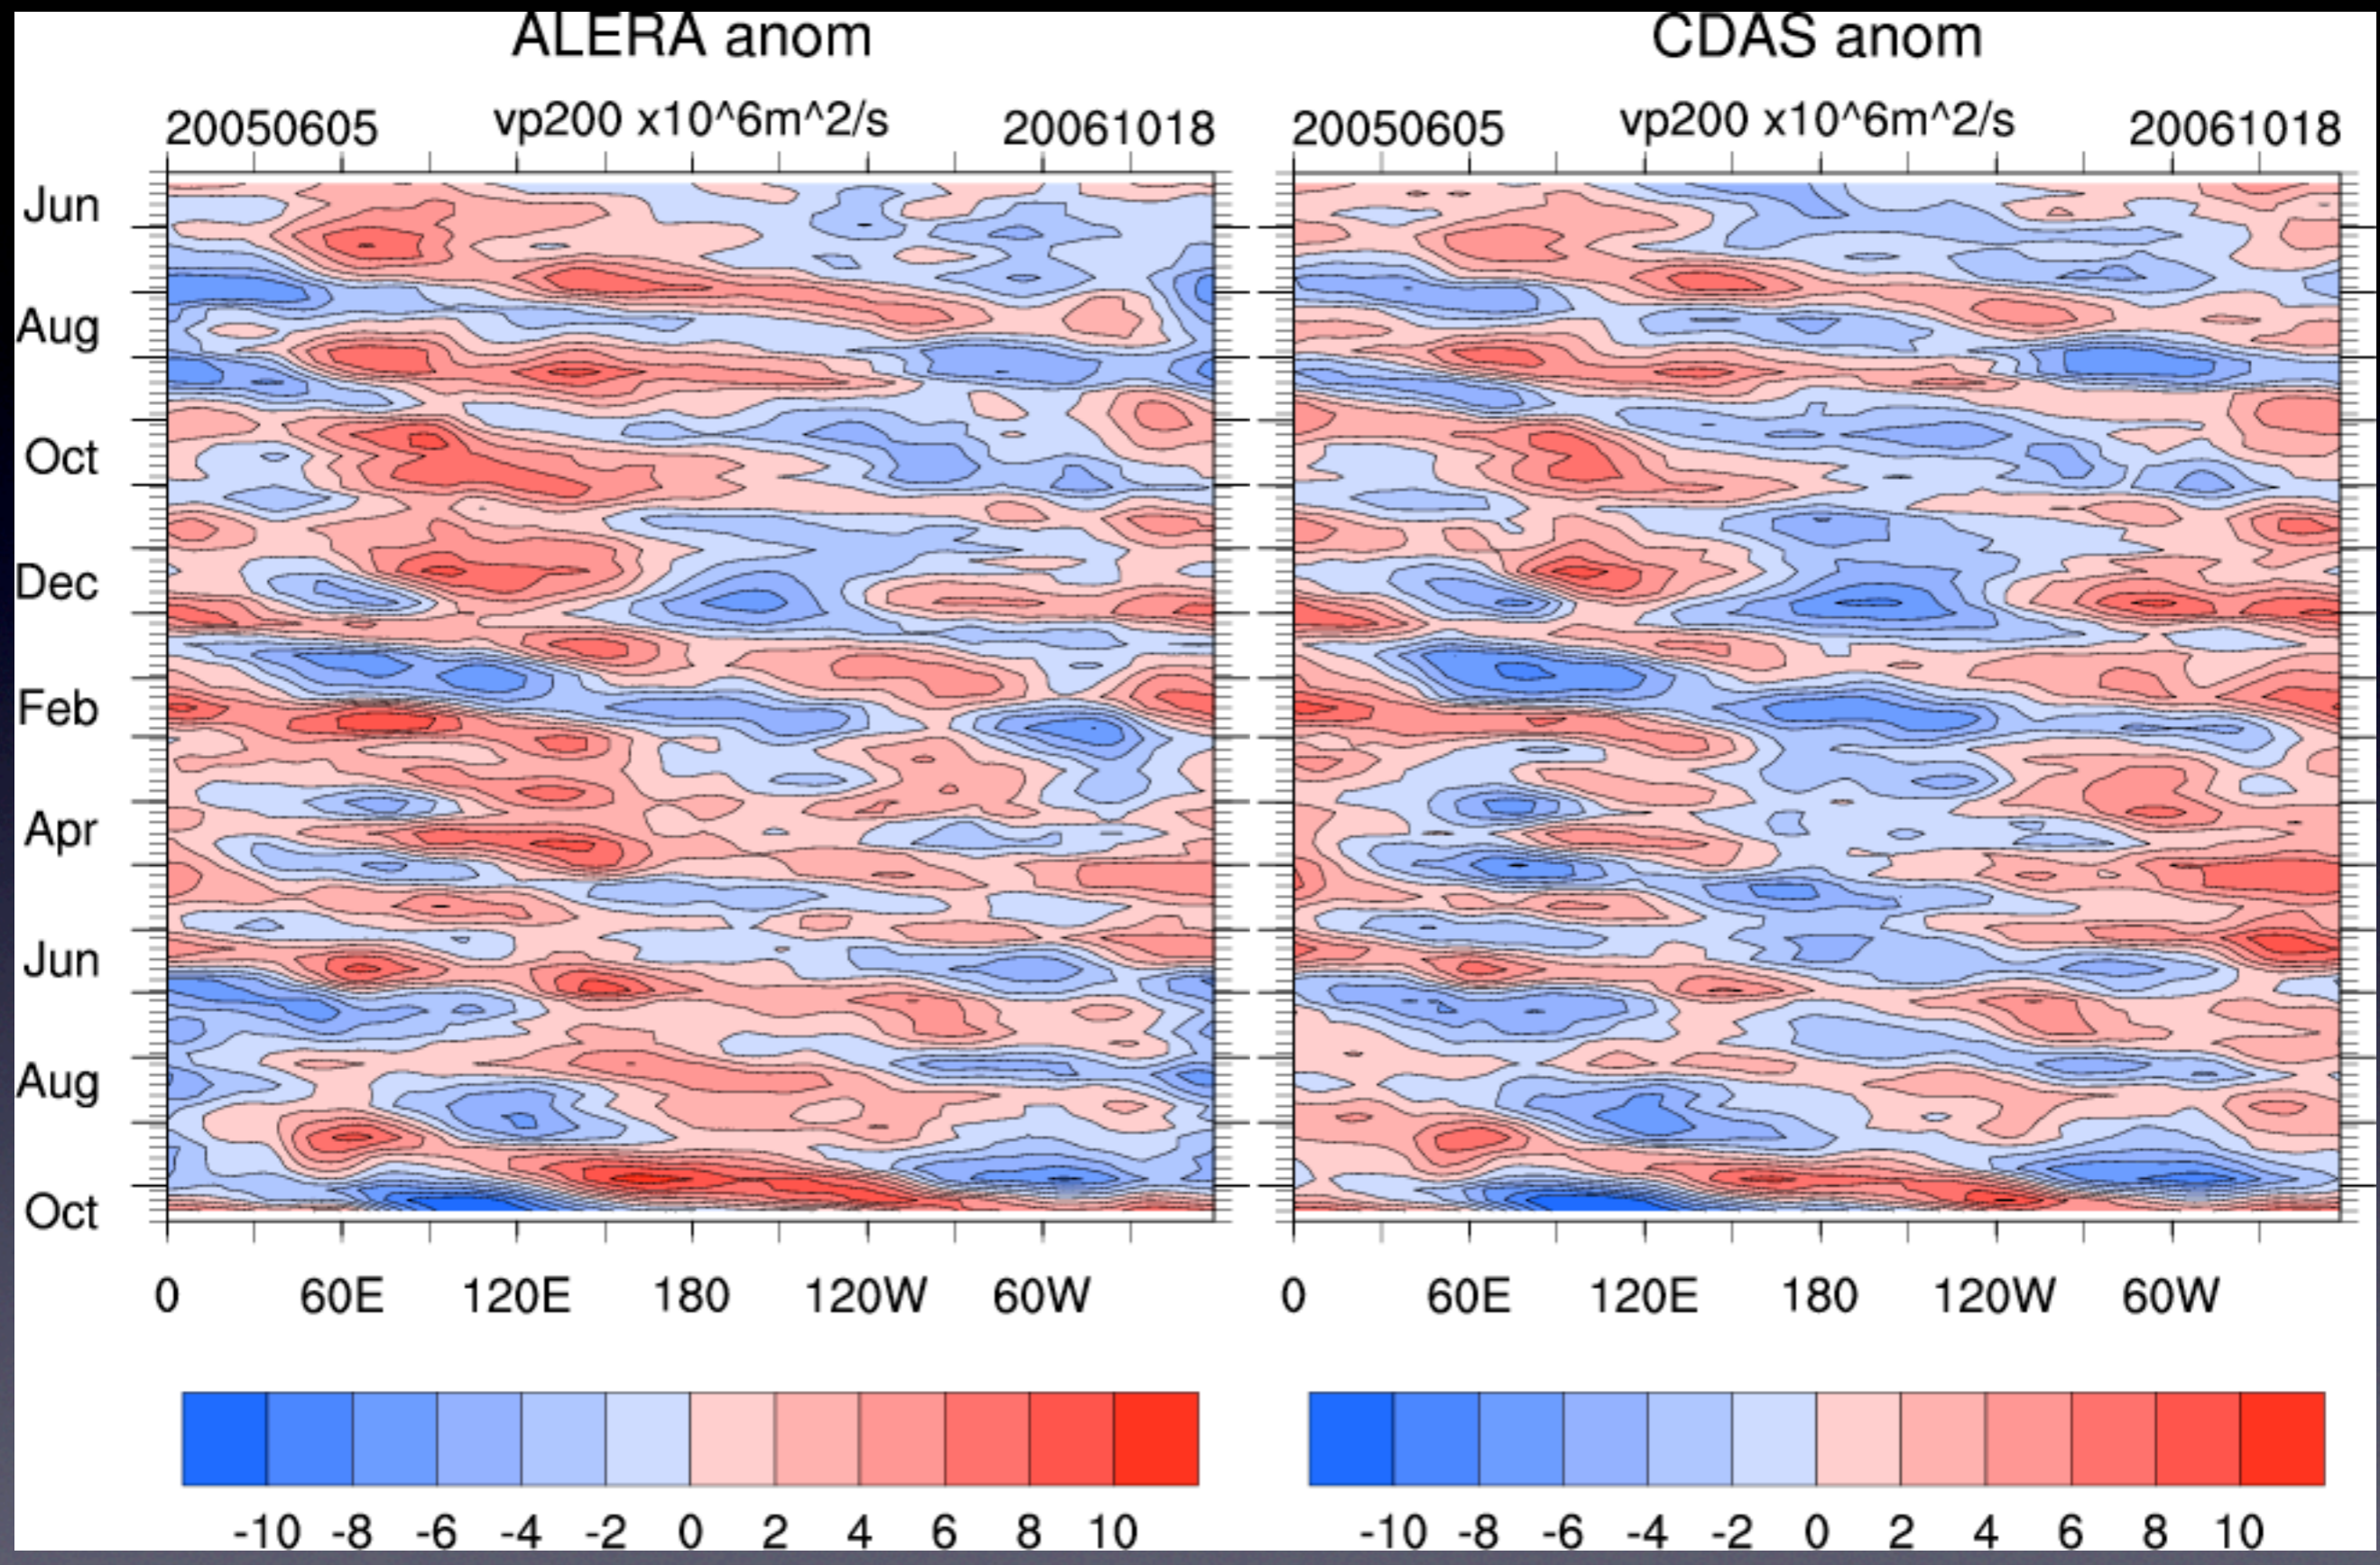 ALERA anom
20050605 vp200 x10^6m^2/s 20061018
Jun
Aug
Oct
Dec
Feb
Apr
Jun
Aug
Oct
0 60E 120E 180 120W 60W
-10 -8 -6 -4 -2 0 2 4 6 8 10
CDAS anom
20050605 vp200 x10^6m^2/s 20061018
0 60E 120E 180 120W 60W
-10 -8 -6 -4 -2 0 2 4 6 8 10